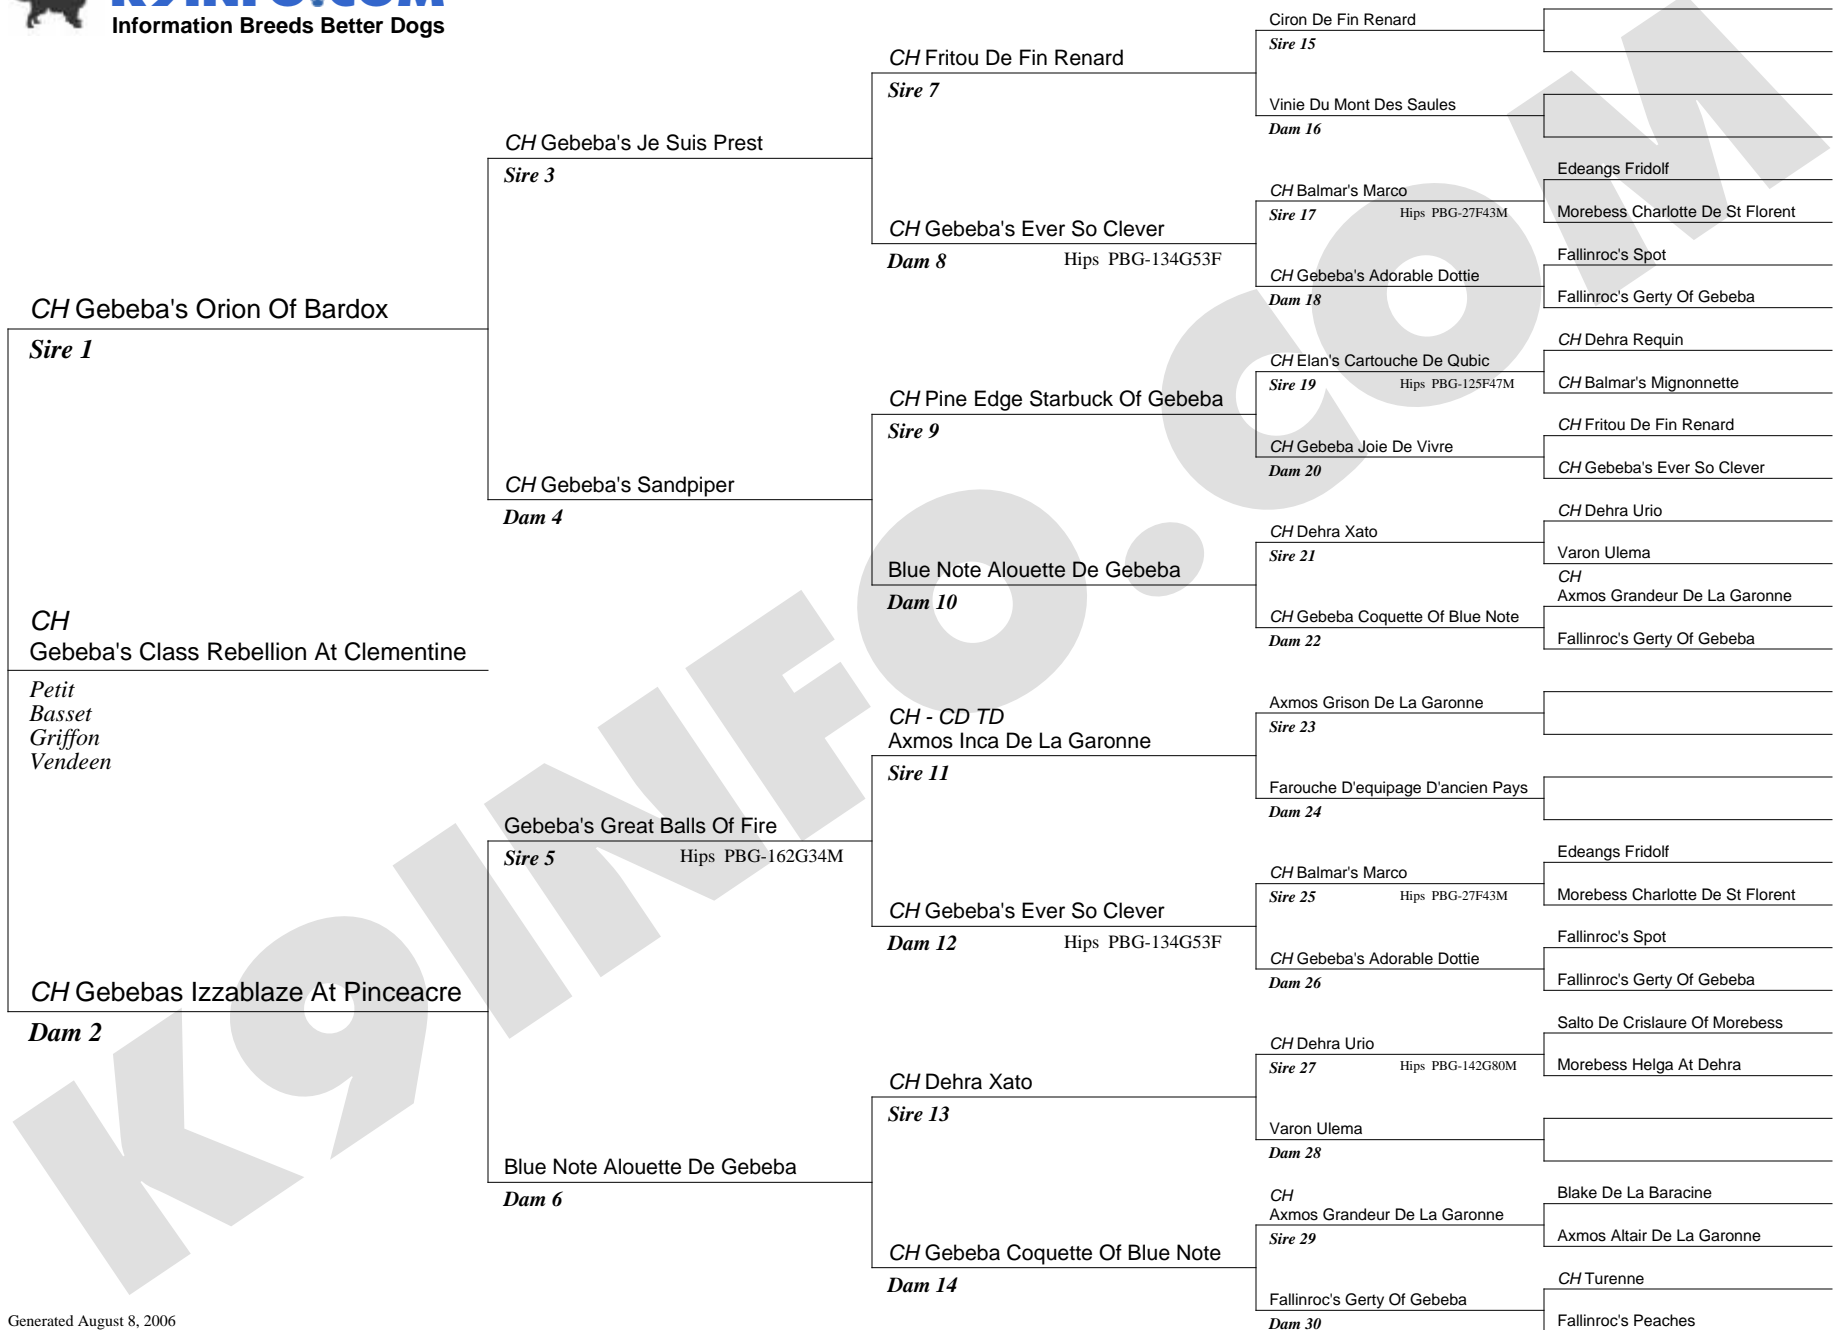 K9INFO.COM
Information Breeds Better Dogs
CH Gebeba's Orion Of Bardox
Sire 1
CH
Gebeba's Class Rebellion At Clementine
Petit
Basset
Griffon
Vendeen
CH Gebebas Izzablaze At Pinceacre
Dam 2
CH Gebeba's Je Suis Prest
Sire 3
CH Gebeba's Sandpiper
Dam 4
Gebeba's Great Balls Of Fire
Sire 5 Hips PBG-162G34M
Blue Note Alouette De Gebeba
Dam 6
CH Fritou De Fin Renard
Sire 7
CH Gebeba's Ever So Clever
Dam 8 Hips PBG-134G53F
CH Pine Edge Starbuck Of Gebeba
Sire 9
Blue Note Alouette De Gebeba
Dam 10
CH - CD TD
Axmos Inca De La Garonne
Sire 11
CH Gebeba's Ever So Clever
Dam 12 Hips PBG-134G53F
CH Dehra Xato
Sire 13
CH Gebeba Coquette Of Blue Note
Dam 14
Ciron De Fin Renard
Sire 15
Vinie Du Mont Des Saules
Dam 16
CH Balmar's Marco
Sire 17 Hips PBG-27F43M
CH Gebeba's Adorable Dottie
Dam 18
CH Elan's Cartouche De Qubic
Sire 19 Hips PBG-125F47M
CH Gebeba Joie De Vivre
Dam 20
CH Dehra Xato
Sire 21
CH Gebeba Coquette Of Blue Note
Dam 22
Axmos Grison De La Garonne
Sire 23
Farouche D'equipage D'ancien Pays
Dam 24
CH Balmar's Marco
Sire 25 Hips PBG-27F43M
CH Gebeba's Adorable Dottie
Dam 26
CH Dehra Urio
Sire 27 Hips PBG-142G80M
Varon Ulema
Dam 28
CH
Axmos Grandeur De La Garonne
Sire 29
Fallinroc's Gerty Of Gebeba
Dam 30
Edeangs Fridolf
Morebess Charlotte De St Florent
Fallinroc's Spot
Fallinroc's Gerty Of Gebeba
CH Dehra Requin
CH Balmar's Mignonnette
CH Fritou De Fin Renard
CH Gebeba's Ever So Clever
CH Dehra Urio
Varon Ulema
CH
Axmos Grandeur De La Garonne
Fallinroc's Gerty Of Gebeba
Edeangs Fridolf
Morebess Charlotte De St Florent
Fallinroc's Spot
Fallinroc's Gerty Of Gebeba
Salto De Crislaure Of Morebess
Morebess Helga At Dehra
Blake De La Baracine
Axmos Altair De La Garonne
CH Turenne
Fallinroc's Peaches
K9INFO.COM
Generated August 8, 2006